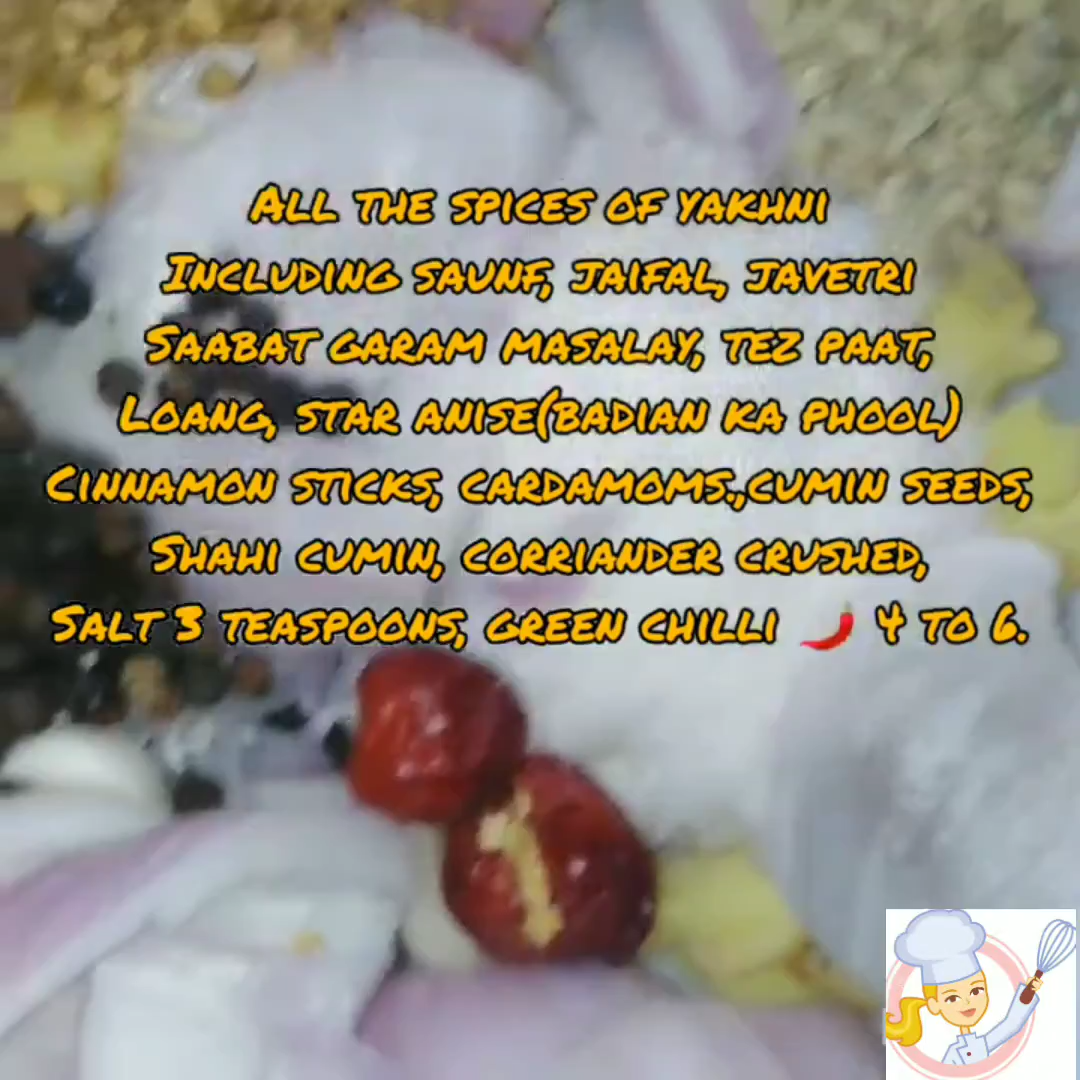 All the spices of yakhni
Including saunf, jaifal, javetri
Saabat garam masalay, tez paat,
Loang, star anise(badian ka phool)
Cinnamon sticks, cardamoms.,cumin seeds,
Shahi cumin, corriander crushed,
Salt 3 teaspoons, green chilli 🌶 4 to 6.